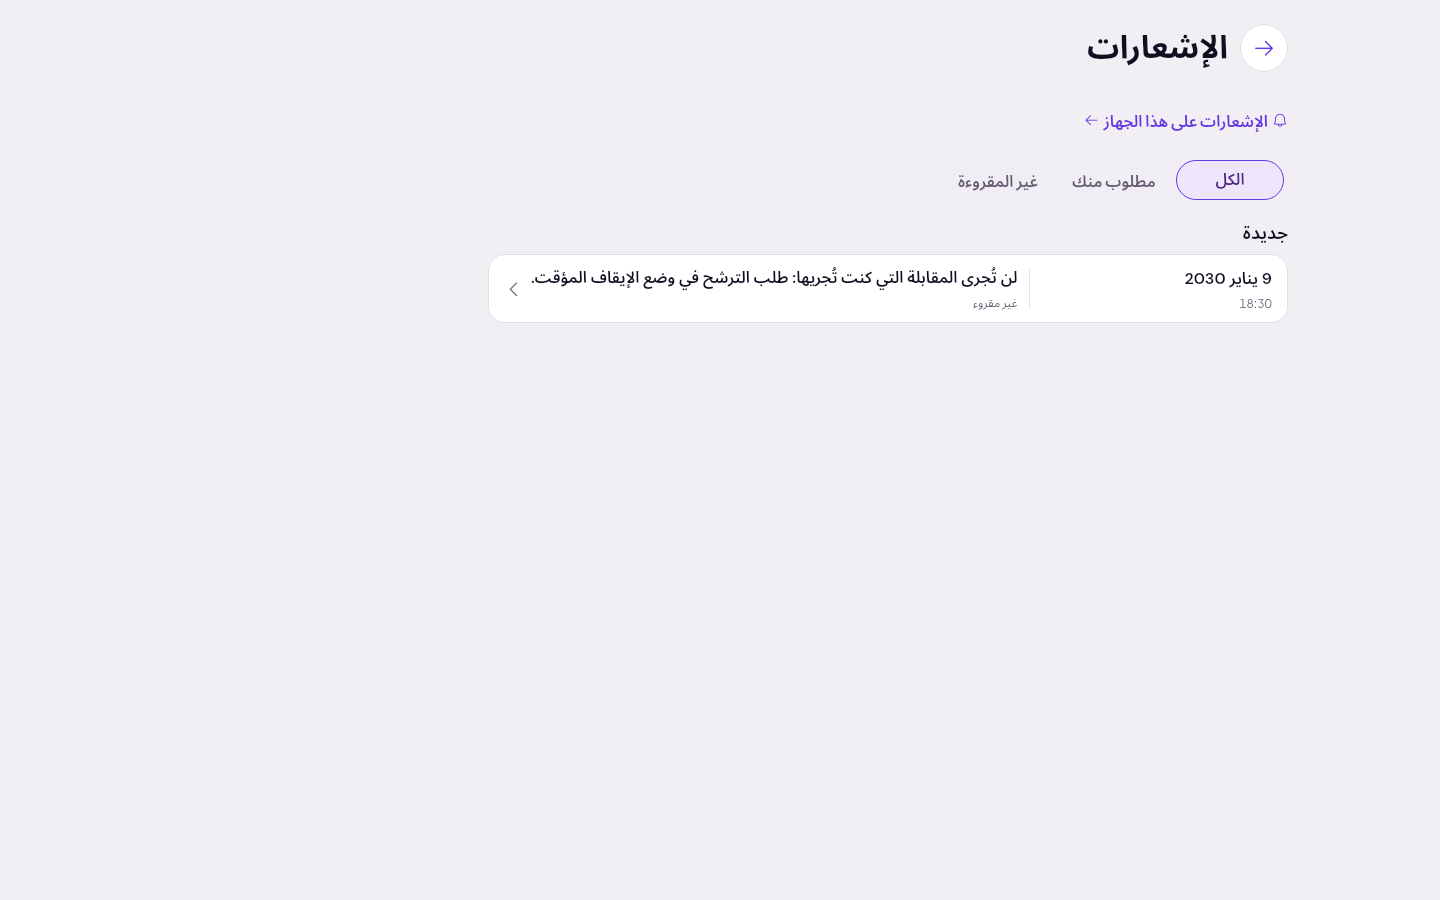 الإشعارات
الإشعارات على هذا الجهاز
الكل
مطلوب منك
غير المقروءة
جديدة
9 يناير 2030
18:30
لن تُجرى المقابلة التي كنت تُجريها: طلب الترشح في وضع الإيقاف المؤقت.
غير مقروء